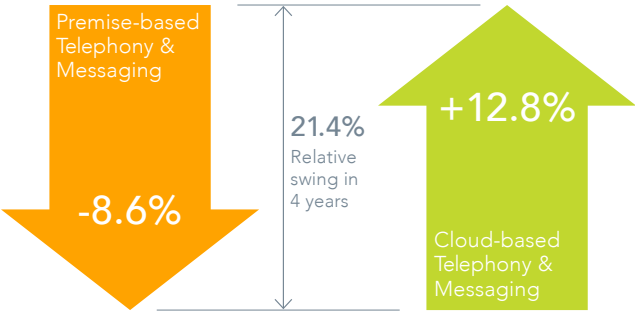 Premise-based
Telephony &
Messaging
-8.6%
21.4%
Relative
swing in
4 years
+12.8%
Cloud-based
Telephony &
Messaging